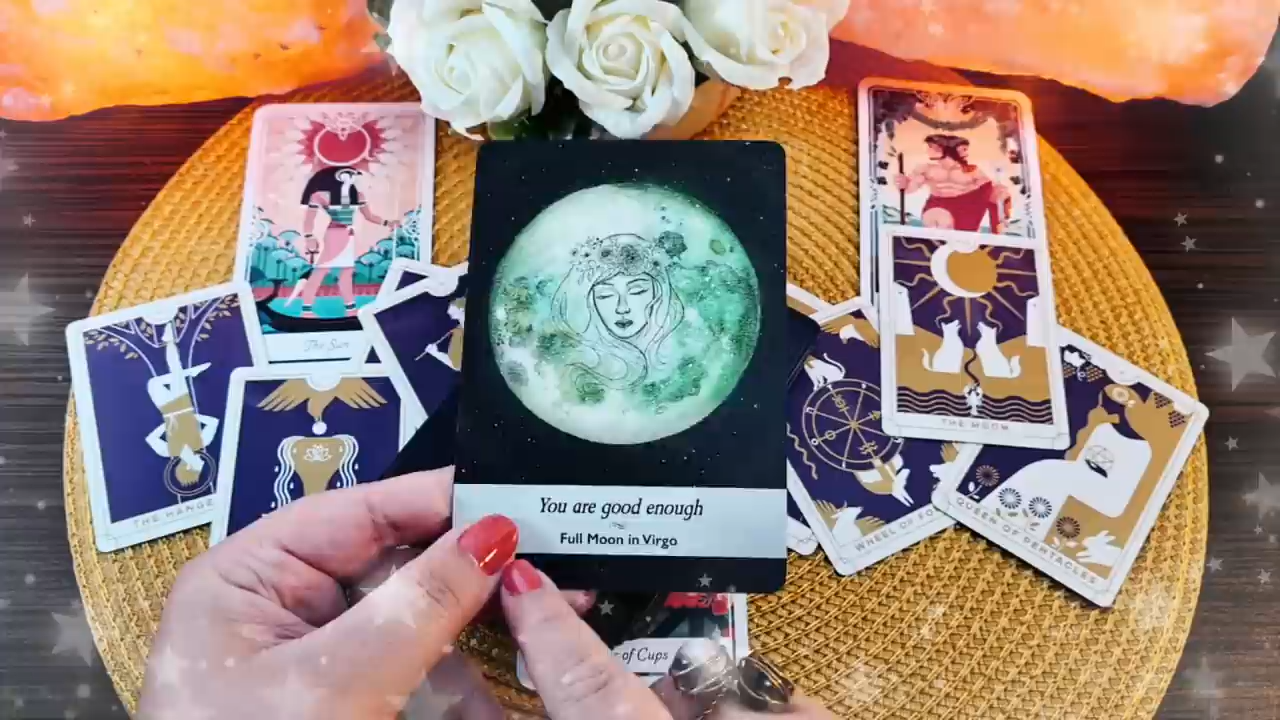 The Sun
THE HANGE
You are good enough
Full Moon in Virgo
THE MOON
WHEEL OF FO
QUEEN OF PENTACLES
of Cups